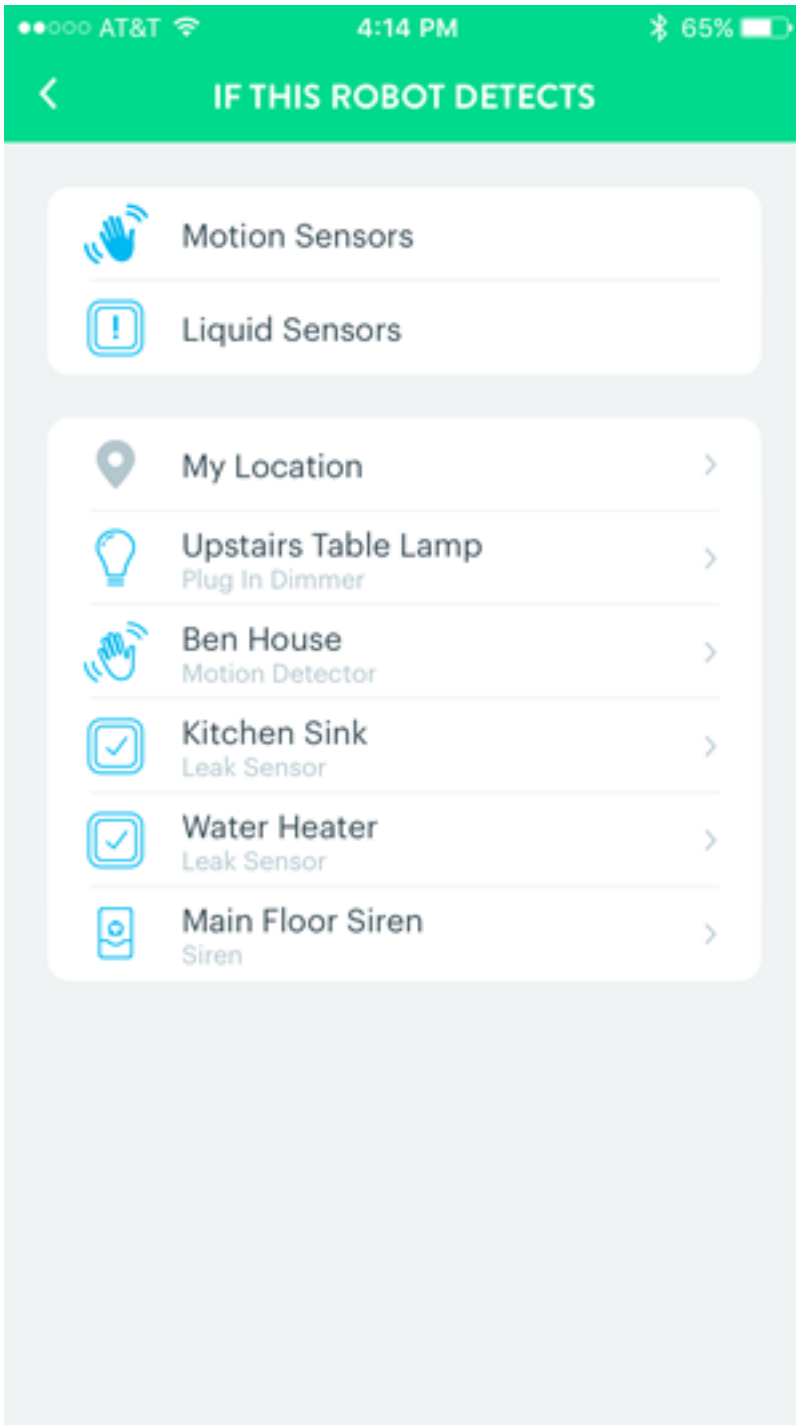 AT&T 4:14 PM 65%
IF THIS ROBOT DETECTS
Motion Sensors
Liquid Sensors
My Location
Upstairs Table Lamp
Plug In Dimmer
Ben House
Motion Detector
Kitchen Sink
Leak Sensor
Water Heater
Leak Sensor
Main Floor Siren
Siren